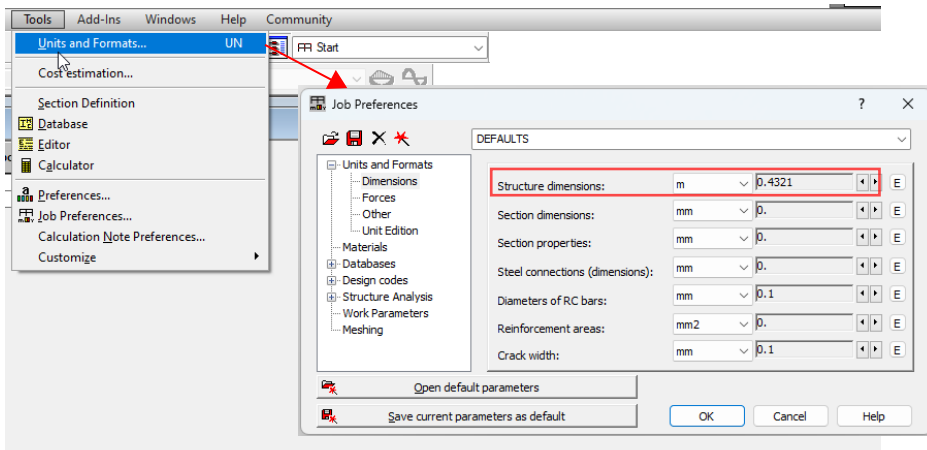 Tools Add-Ins Windows Help Community
Units and Formats... UN
Start
Cost estimation...
Section Definition
Database
Editor
Calculator
Preferences...
Job Preferences...
Calculation Note Preferences...
Customize
Job Preferences ? X
DEFAULTS
Units and Formats
Dimensions
Forces
Other
Unit Edition
Materials
Databases
Design codes
Structure Analysis
Work Parameters
Meshing
Structure dimensions: m 0.4321 E
Section dimensions: mm 0. E
Section properties: mm 0. E
Steel connections (dimensions): mm 0. E
Diameters of RC bars: mm 0.1 E
Reinforcement areas: mm2 0. E
Crack width: mm 0.1 E
Open default parameters
Save current parameters as default
OK Cancel Help